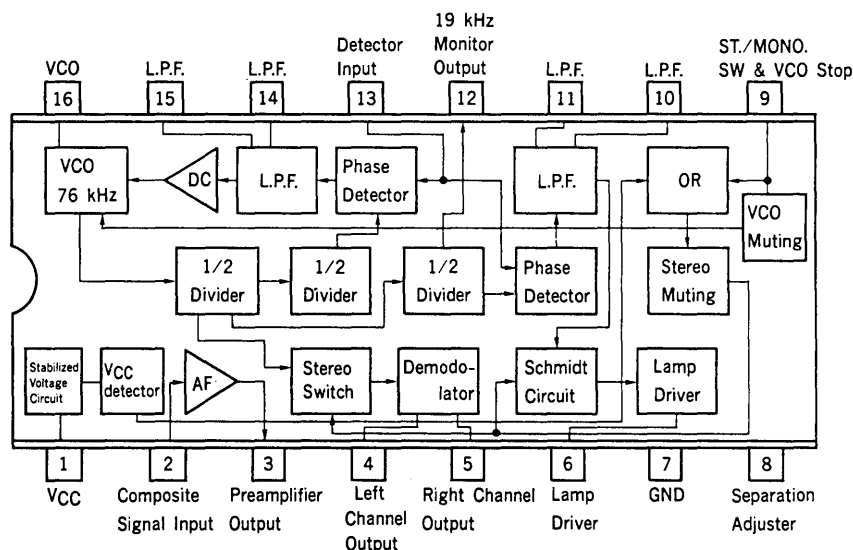 19 kHz
Detector Monitor ST./MONO.
VCO L.P.F. L.P.F. Input Output L.P.F. L.P.F. SW & VCO Stop
16 15 14 13 12 11 10 9
VCO
76 kHz
DC
L.P.F.
Phase
Detector
L.P.F.
OR
VCO
Muting
1/2
Divider
1/2
Divider
1/2
Divider
Phase
Detector
Stereo
Muting
Stabilized
Voltage
Circuit
VCC
detector
AF
Stereo
Switch
Demodo-
lator
Schmidt
Circuit
Lamp
Driver
1 2 3 4 5 6 7 8
VCC Composite Preamplifier Left Right Channel Lamp GND Separation
Signal Input Output Channel Output Driver Adjuster
Output